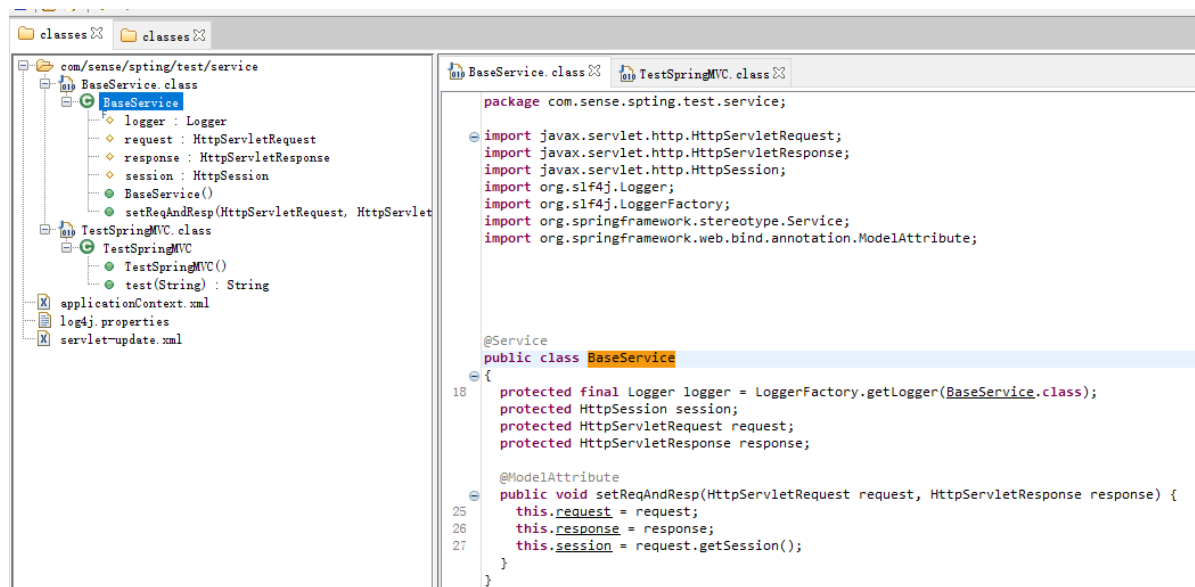 classes
classes
com/sense/spting/test/service
BaseService.class
BaseService
logger : Logger
request : HttpServletRequest
response : HttpServletResponse
session : HttpSession
BaseService()
setReqAndResp(HttpServletRequest, HttpServlet
TestSpringMVC.class
TestSpringMVC
TestSpringMVC()
test(String) : String
applicationContext.xml
log4j.properties
servlet-update.xml
BaseService.class
TestSpringMVC.class
package com.sense.spting.test.service;
import javax.servlet.http.HttpServletRequest;
import javax.servlet.http.HttpServletResponse;
import javax.servlet.http.HttpSession;
import org.slf4j.Logger;
import org.slf4j.LoggerFactory;
import org.springframework.stereotype.Service;
import org.springframework.web.bind.annotation.ModelAttribute;
@Service
public class BaseService
{
18 protected final Logger logger = LoggerFactory.getLogger(BaseService.class);
protected HttpSession session;
protected HttpServletRequest request;
protected HttpServletResponse response;
@ModelAttribute
public void setReqAndResp(HttpServletRequest request, HttpServletResponse response) {
25 this.request = request;
26 this.response = response;
27 this.session = request.getSession();
}
}